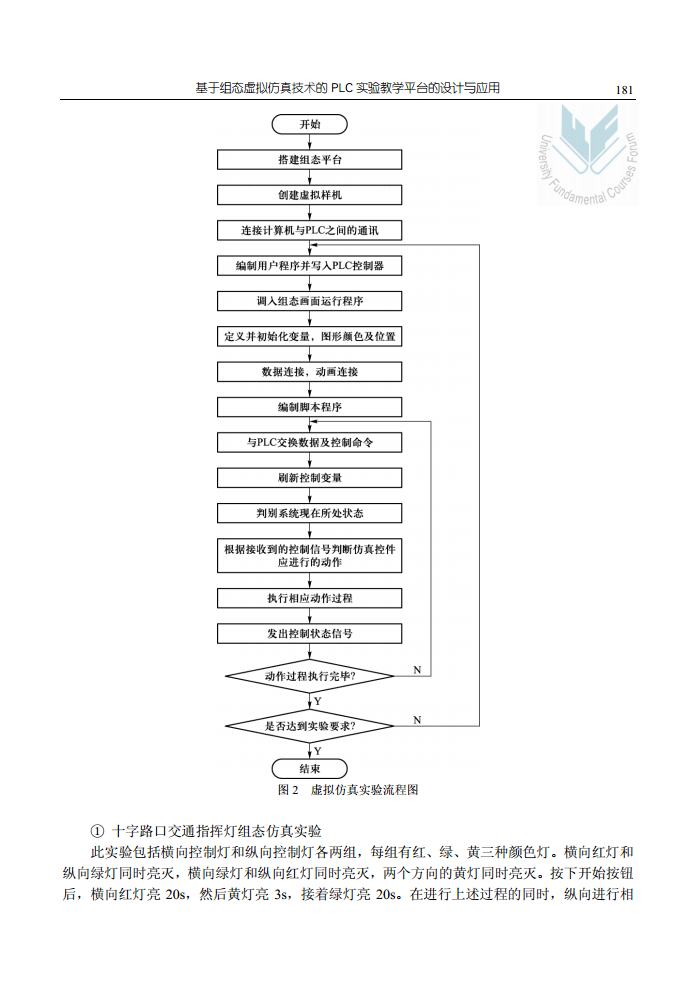 基于组态虚拟仿真技术的 PLC 实验教学平台的设计与应用 181
University Fundamental Courses Forum
开始
搭建组态平台
创建虚拟样机
连接计算机与PLC之间的通讯
编制用户程序并写入PLC控制器
调入组态画面运行程序
定义并初始化变量，图形颜色及位置
数据连接、动画连接
编制脚本程序
与PLC交换数据及控制命令
刷新控制变量
判别系统现在所处状态
根据接收到的控制信号判断仿真控件
应进行的动作
执行相应动作过程
发出控制状态信号
动作过程执行完毕?
N
Y
是否达到实验要求?
N
Y
结束
图 2 虚拟仿真实验流程图
① 十字路口交通指挥灯组态仿真实验
此实验包括横向控制灯和纵向控制灯各两组，每组有红、绿、黄三种颜色灯。横向红灯和
纵向绿灯同时亮灭，横向绿灯和纵向红灯同时亮灭，两个方向的黄灯同时亮灭。按下开始按钮
后，横向红灯亮 20s，然后黄灯亮 3s，接着绿灯亮 20s。在进行上述过程的同时，纵向进行相